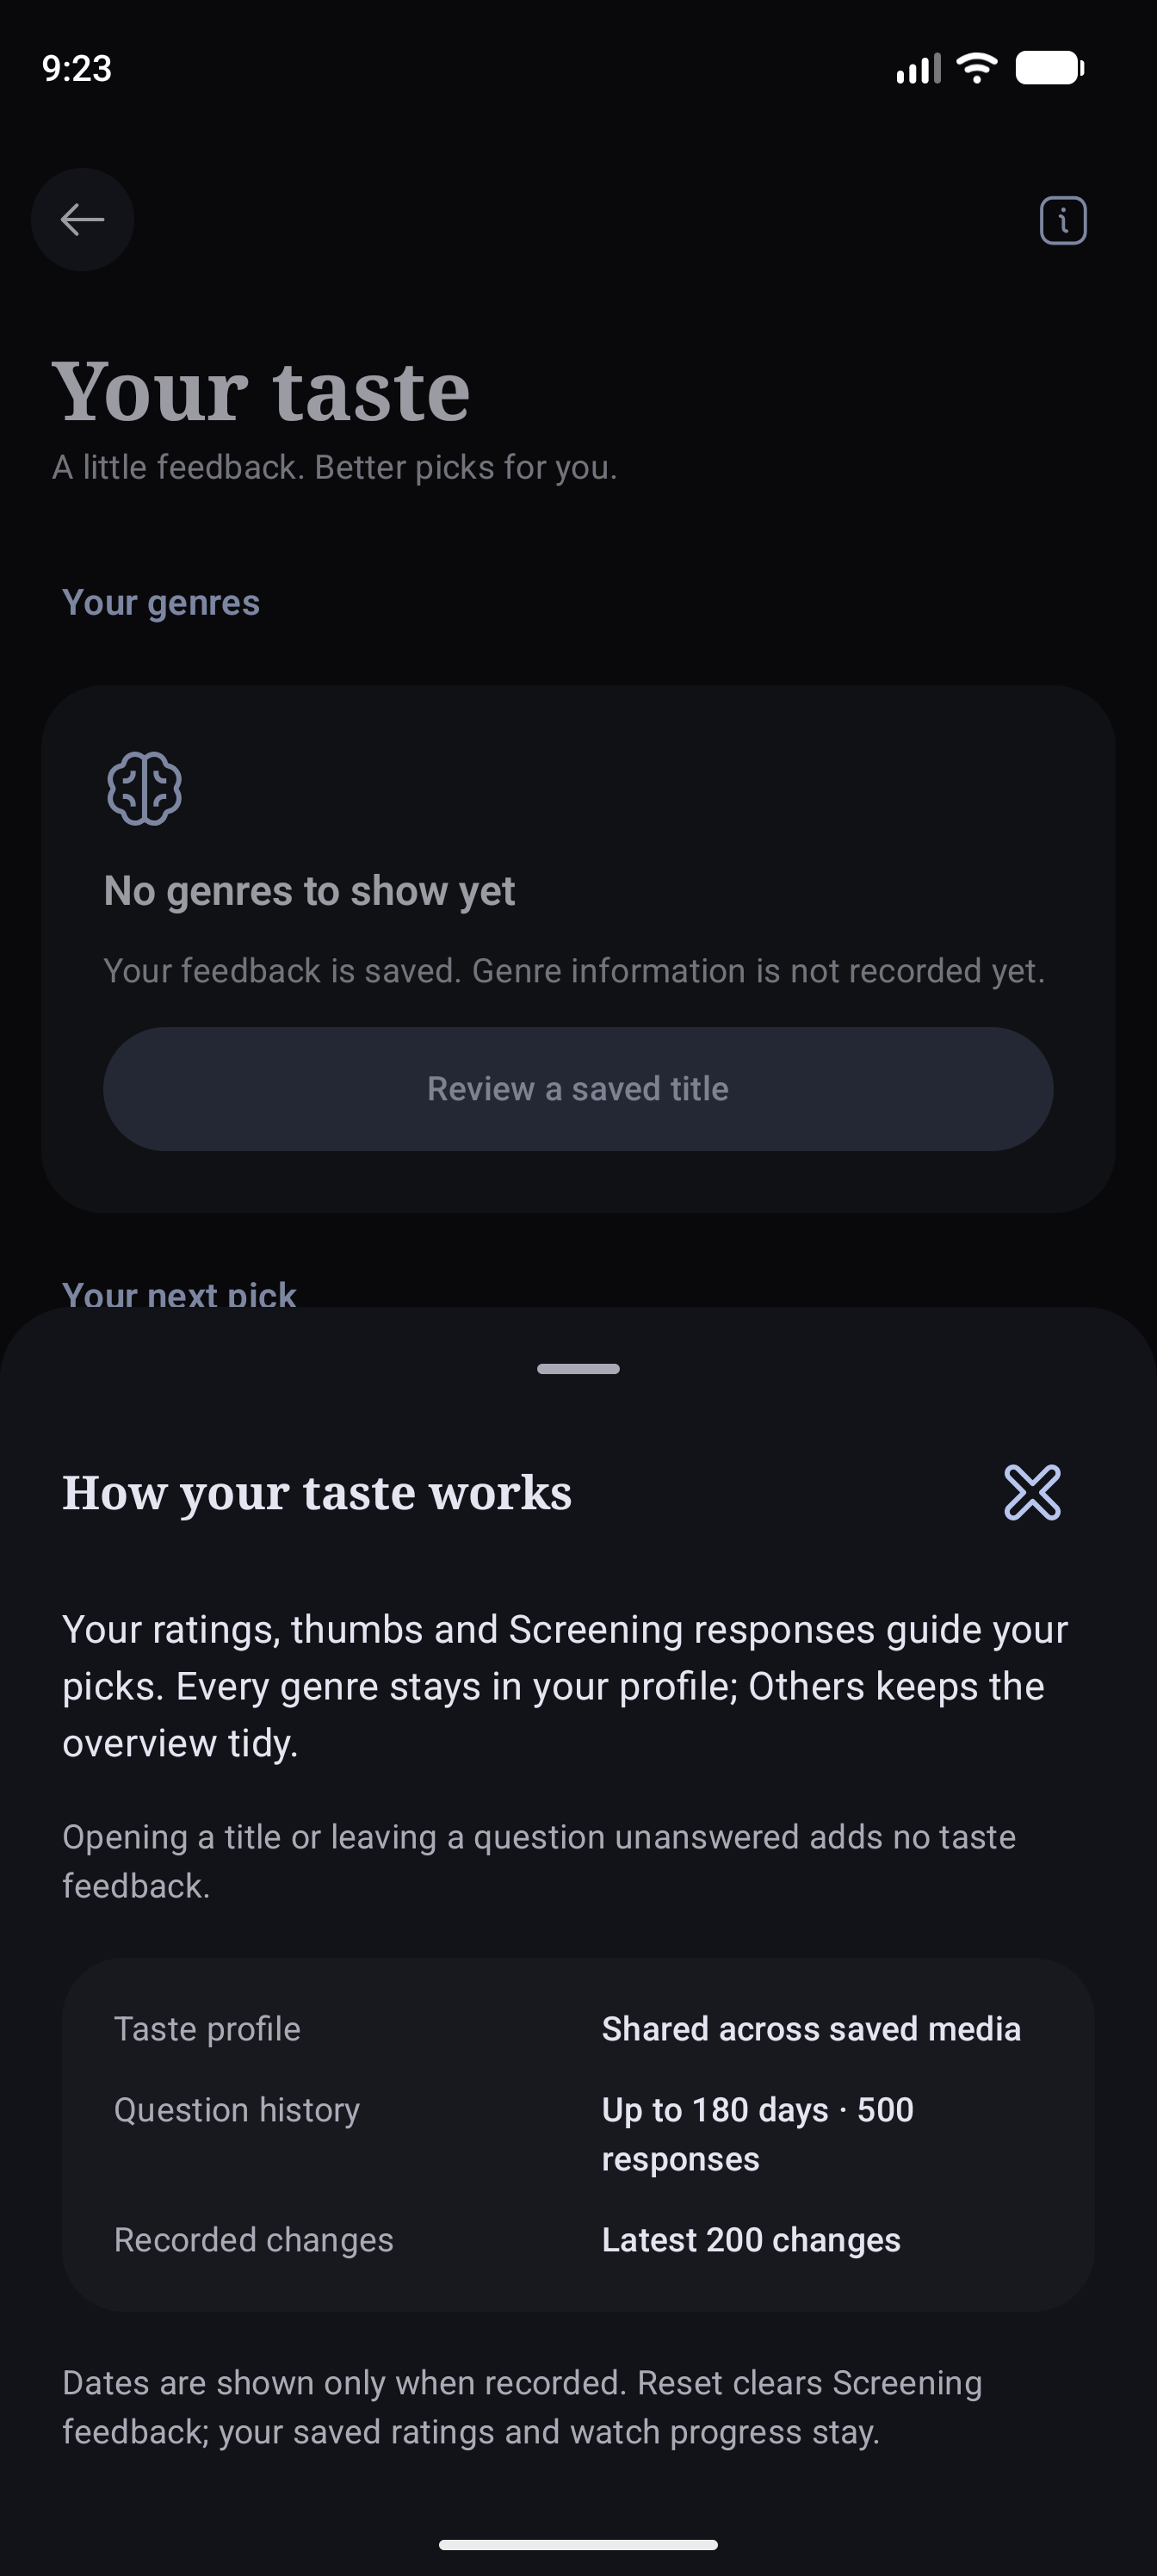 9:23
Your taste
A little feedback. Better picks for you.
Your genres
No genres to show yet
Your feedback is saved. Genre information is not recorded yet.
Review a saved title
Your next pick
How your taste works
Your ratings, thumbs and Screening responses guide your
picks. Every genre stays in your profile; Others keeps the
overview tidy.
Opening a title or leaving a question unanswered adds no taste
feedback.
Taste profile
Shared across saved media
Question history
Up to 180 days · 500
responses
Recorded changes
Latest 200 changes
Dates are shown only when recorded. Reset clears Screening
feedback; your saved ratings and watch progress stay.